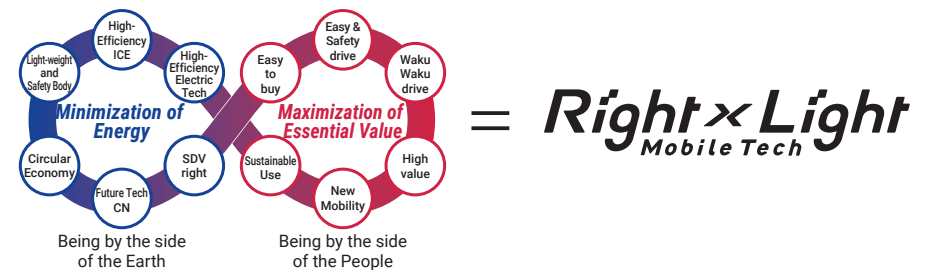 High-
Efficiency
ICE
Light-weight
and
Safety Body
High-
Efficiency
Electric
Tech
Minimization of
Energy
Circular
Economy
SDV
right
Future Tech
CN
Being by the side
of the Earth
Easy &
Safety
drive
Easy
to
buy
Waku
Waku
drive
Maximization of
Essential Value
Sustainable
Use
High
value
New
Mobility
Being by the side
of the People
=
Right×Light
Mobile Tech